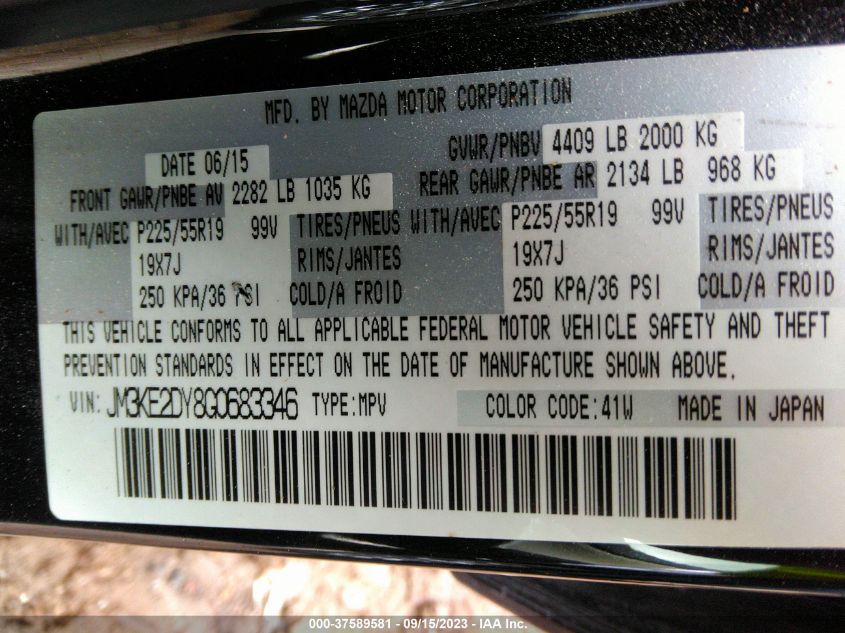 MFD. BY MAZDA MOTOR CORPORATION
DATE 06/15 GVWR/PNBV 4409 LB 2000 KG
FRONT GAWR/PNBE AV 2282 LB 1035 KG REAR GAWR/PNBE AR 2134 LB 968 KG
WITH/AVEC P225/55R19 99V TIRES/PNEUS WITH/AVEC P225/55R19 99V TIRES/PNEUS
19X7J RIMS/JANTES 19X7J RIMS/JANTES
250 KPA/36 PSI COLD/A FROID 250 KPA/36 PSI COLD/A FROID
THIS VEHICLE CONFORMS TO ALL APPLICABLE FEDERAL MOTOR VEHICLE SAFETY AND THEFT
PREVENTION STANDARDS IN EFFECT ON THE DATE OF MANUFACTURE SHOWN ABOVE.
VIN: JM3KE2DY8G0683346 TYPE:MPV COLOR CODE:41W MADE IN JAPAN
000-37589581 - 09/15/2023 - IAA Inc.